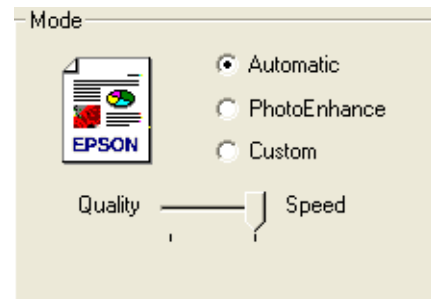 Mode
Automatic
PhotoEnhance
EPSON
Custom
Quality Speed